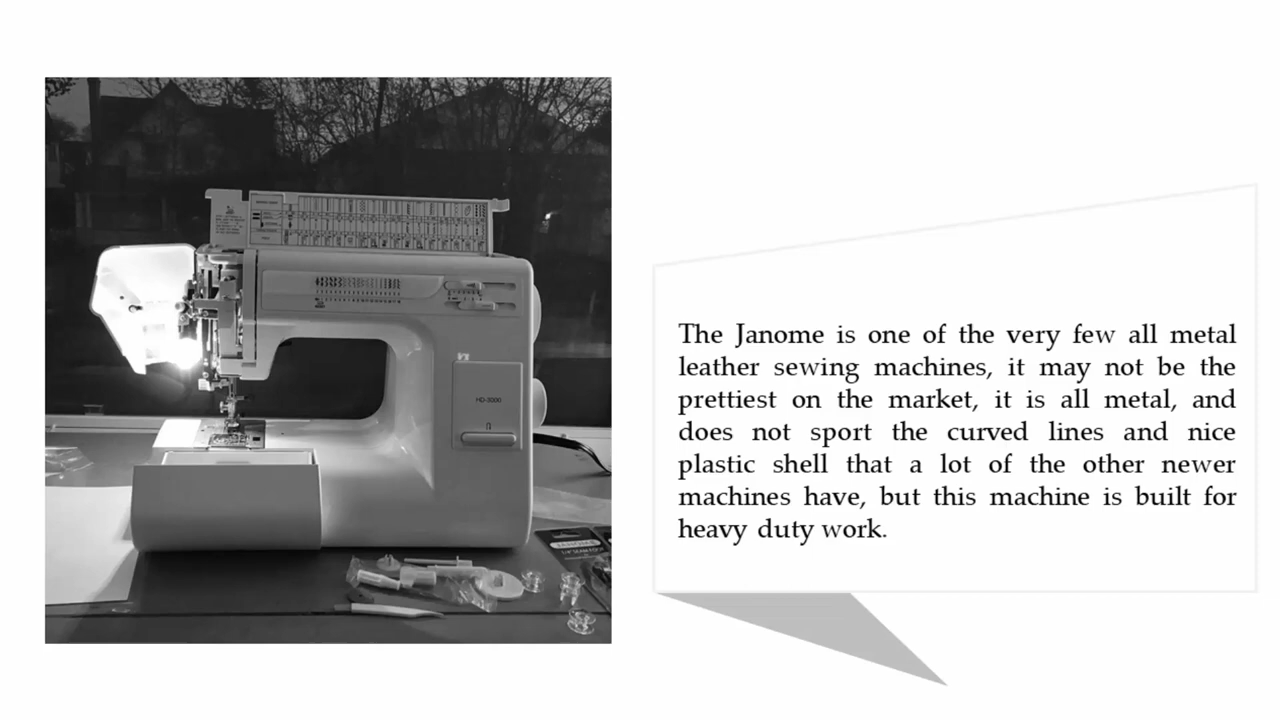 HD-3000
The Janome is one of the very few all metal
leather sewing machines, it may not be the
prettiest on the market, it is all metal, and
does not sport the curved lines and nice
plastic shell that a lot of the other newer
machines have, but this machine is built for
heavy duty work.